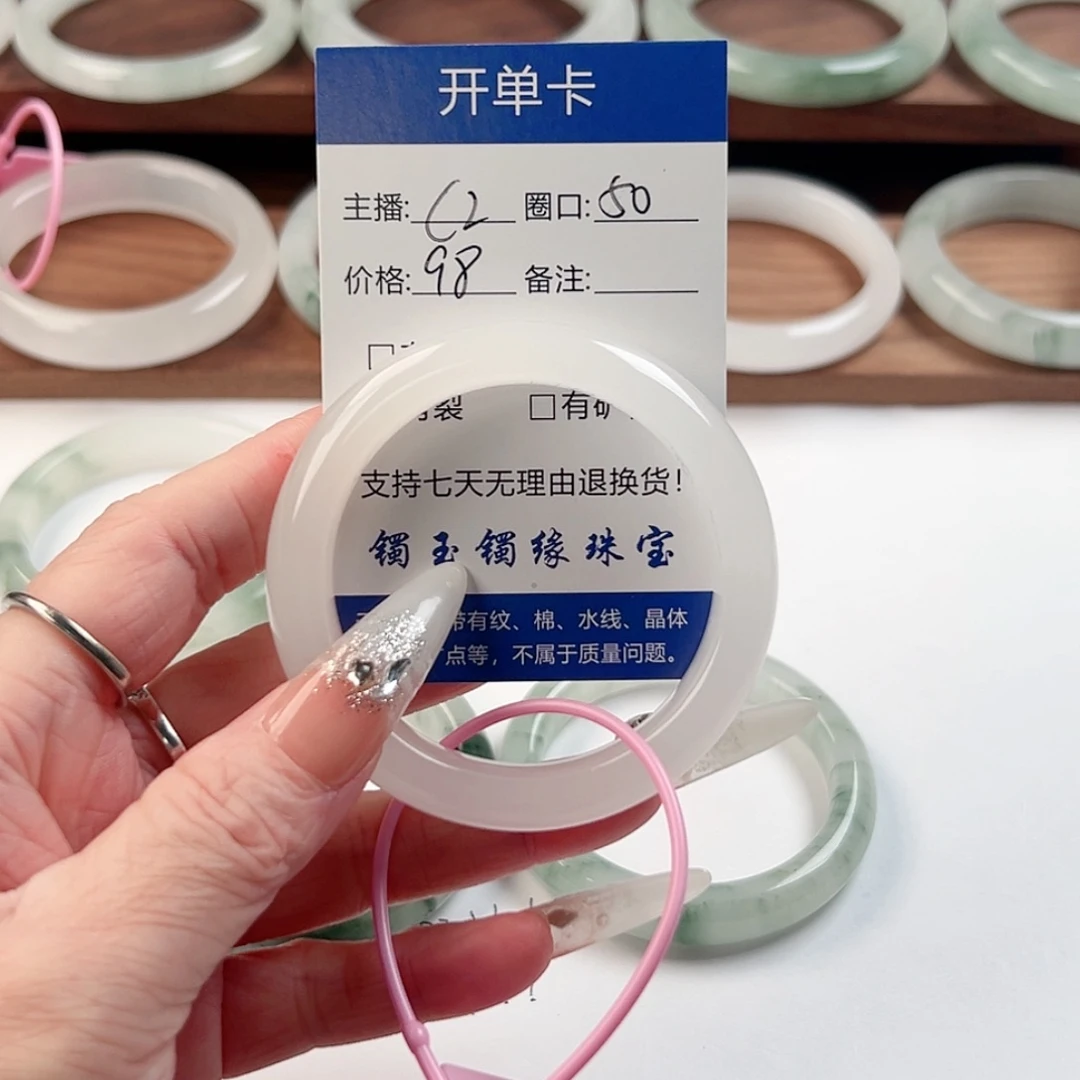 开单卡
主播: C2 圈口: 50
价格: 98 备注:
裂 □有矿
支持七天无理由退换货!
镯玉镯缘珠宝
带有纹、棉、水线、晶体
点等，不属于质量问题。